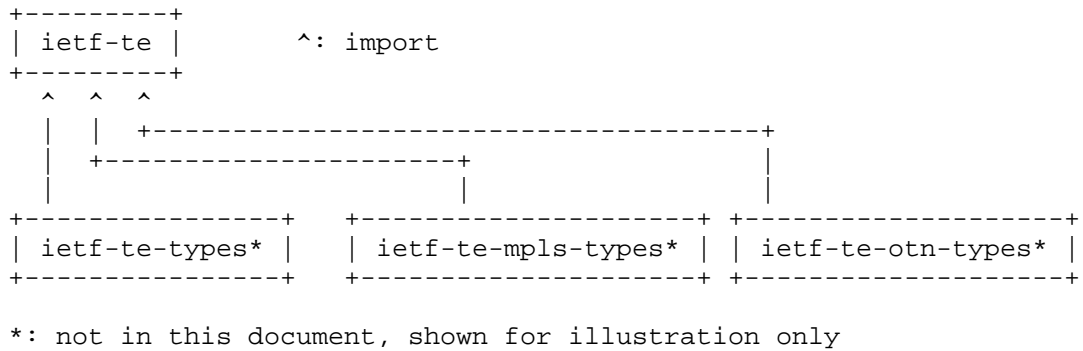 ietf-te ^: import
ietf-te-types* ietf-te-mpls-types* ietf-te-otn-types*
*: not in this document, shown for illustration only